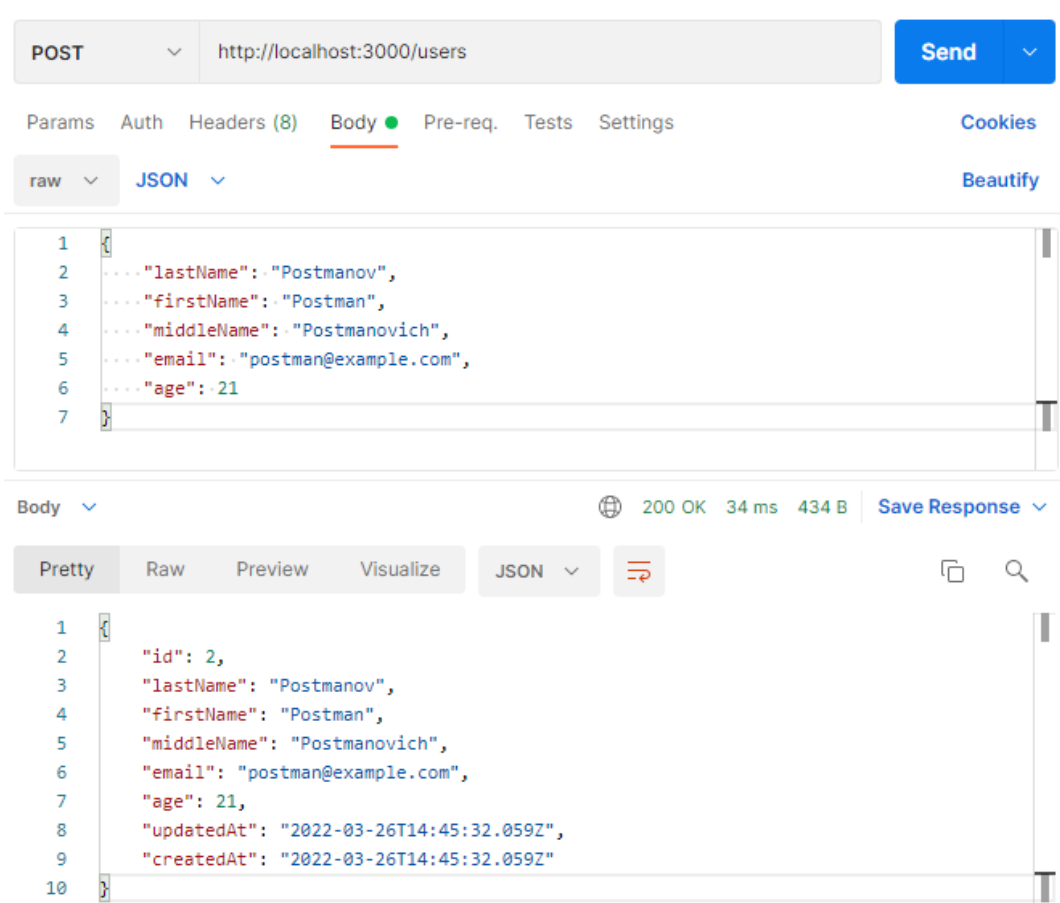 POST http://localhost:3000/users Send
Params Auth Headers (8) Body Pre-req. Tests Settings Cookies
raw JSON Beautify
1 {
2 "lastName": "Postmanov",
3 "firstName": "Postman",
4 "middleName": "Postmanovich",
5 "email": "postman@example.com",
6 "age": 21
7 }
Body 200 OK 34 ms 434 B Save Response
Pretty Raw Preview Visualize JSON
1 {
2 "id": 2,
3 "lastName": "Postmanov",
4 "firstName": "Postman",
5 "middleName": "Postmanovich",
6 "email": "postman@example.com",
7 "age": 21,
8 "updatedAt": "2022-03-26T14:45:32.059Z",
9 "createdAt": "2022-03-26T14:45:32.059Z"
10 }